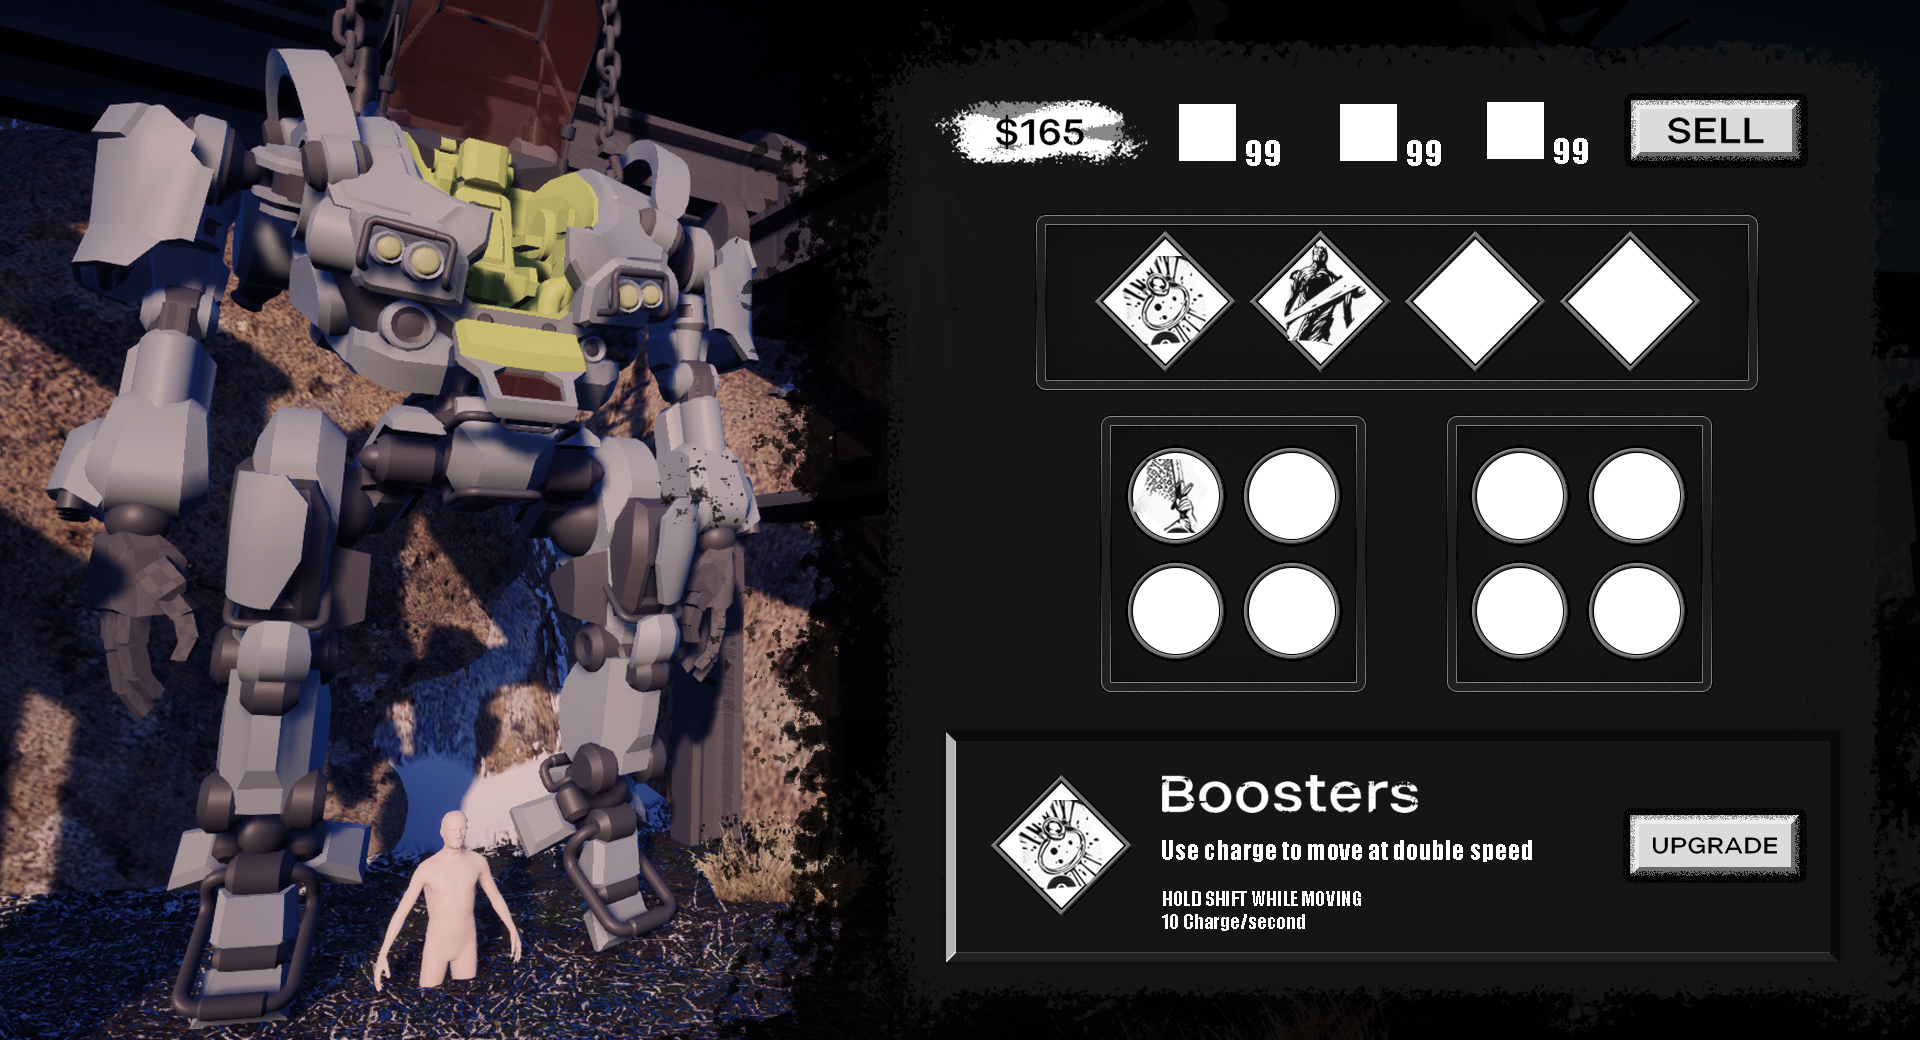 $165
99
99
99
SELL
Boosters
Use charge to move at double speed
HOLD SHIFT WHILE MOVING
10 Charge/second
UPGRADE